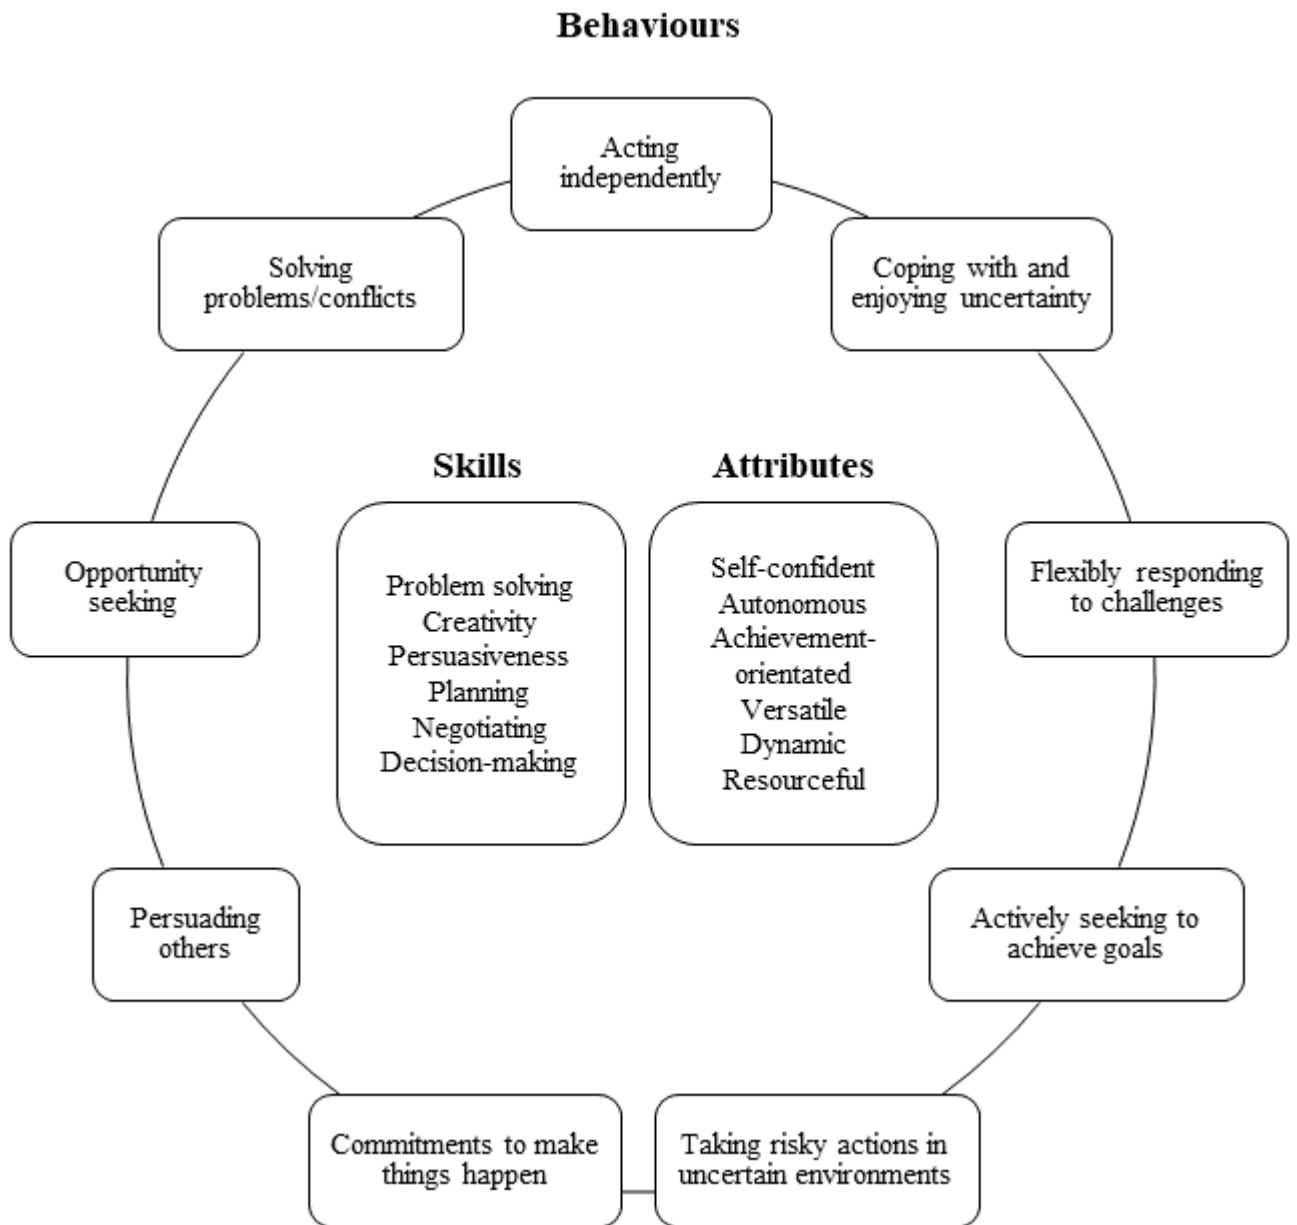 Behaviours
Acting
independently
Coping with and
enjoying uncertainty
Flexibly responding
to challenges
Actively seeking to
achieve goals
Taking risky actions in
uncertain environments
Commitments to make
things happen
Persuading
others
Opportunity
seeking
Solving
problems/conflicts
Skills
Problem solving
Creativity
Persuasiveness
Planning
Negotiating
Decision-making
Attributes
Self-confident
Autonomous
Achievement-
orientated
Versatile
Dynamic
Resourceful